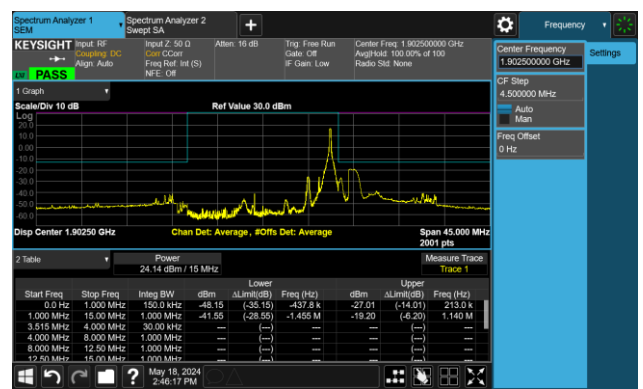 Spectrum Analyzer 1
SEM
Spectrum Analyzer 2
Swept SA
+
Frequency
KEYSIGHT
Input: RF
Coupling: DC
Align: Auto
Input Z: 50 Ω
Corr CCorr
Freq Ref: Int (S)
NFE: Off
Atten: 16 dB
Trig: Free Run
Gate: Off
IF Gain: Low
Center Freq: 1.902500000 GHz
Avg|Hold: 100.00% of 100
Radio Std: None
PASS
Center Frequency
1.902500000 GHz
Settings
CF Step
4.500000 MHz
Auto
Man
Freq Offset
0 Hz
1 Graph
Scale/Div 10 dB
Ref Value 30.0 dBm
Log
20.0
10.0
0.00
-10.0
-20.0
-30.0
-40.0
-50.0
-60.0
Disp Center 1.90250 GHz
Chan Det: Average, #Offs Det: Average
Span 45.000 MHz
2001 pts
2 Table
Power
24.14 dBm / 15 MHz
Measure Trace
Trace 1
Lower Upper
Start Freq Stop Freq Integ BW dBm ΔLimit(dB) Freq (Hz) dBm ΔLimit(dB) Freq (Hz)
0.0 Hz 1.000 MHz 150.0 kHz -48.15 (-35.15) -437.8 k -27.01 (-14.01) 213.0 k
1.000 MHz 15.00 MHz 1.000 MHz -41.55 (-28.55) -1.455 M -19.20 (-6.20) 1.140 M
3.515 MHz 4.000 MHz 30.00 kHz --- (---) --- --- (---) ---
4.000 MHz 8.000 MHz 1.000 MHz --- (---) --- --- (---) ---
8.000 MHz 12.50 MHz 1.000 MHz --- (---) --- --- (---) ---
12.50 MHz 15.00 MHz 1.000 MHz --- (---) --- --- (---) ---
?
May 18, 2024
2:46:17 PM